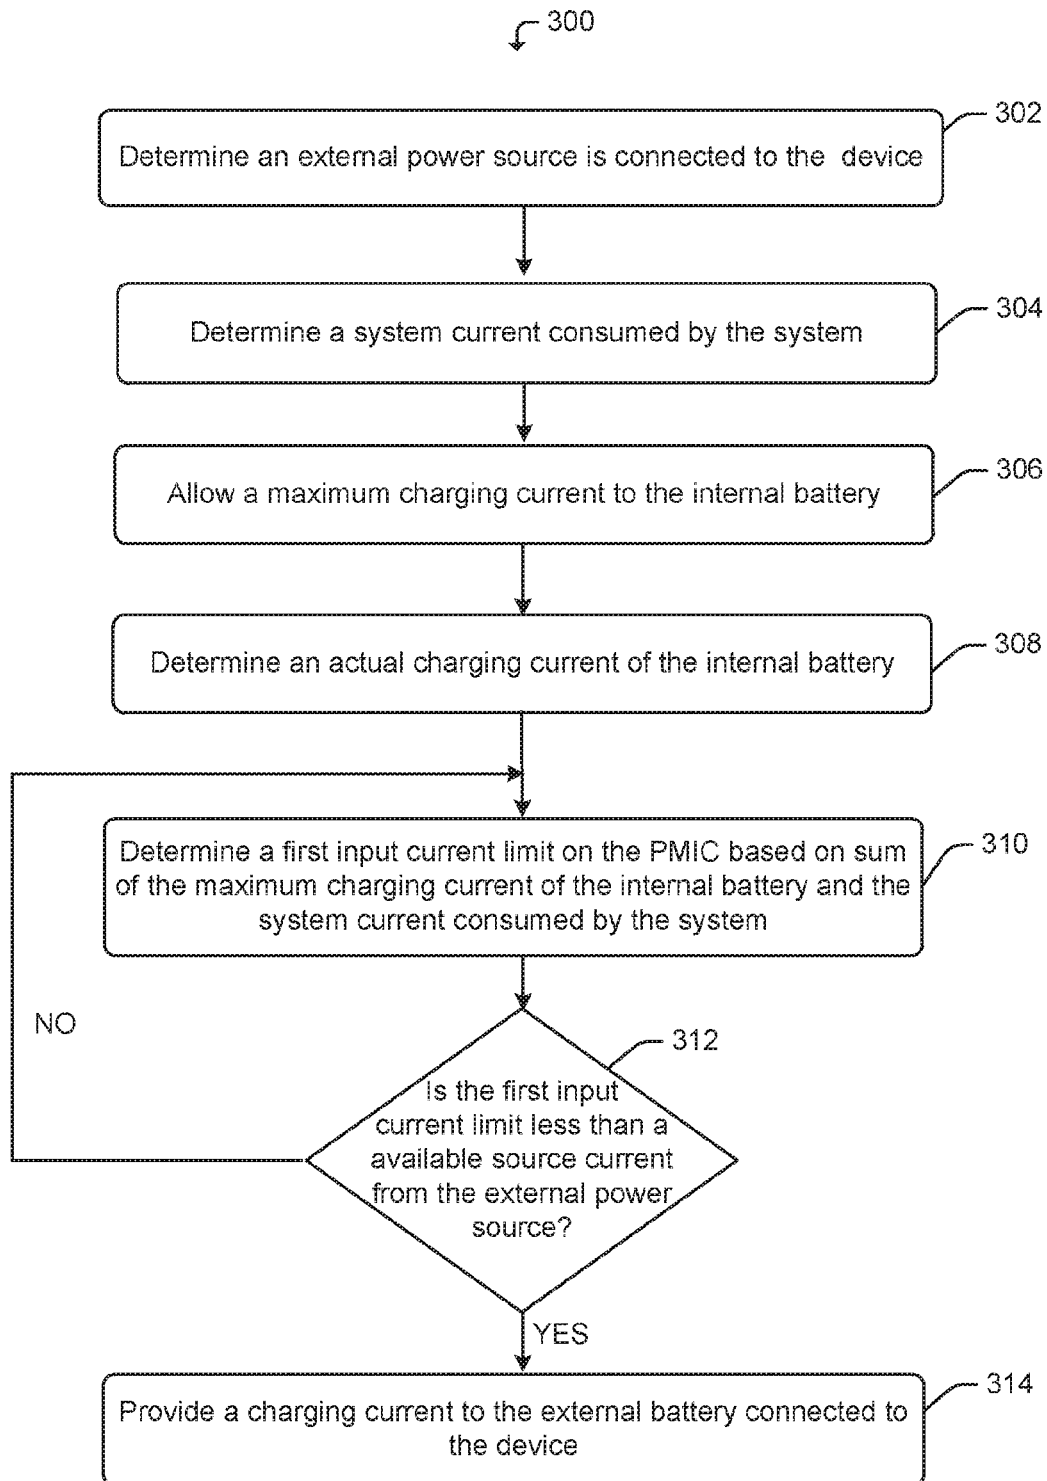 300
302
Determine an external power source is connected to the device
304
Determine a system current consumed by the system
306
Allow a maximum charging current to the internal battery
308
Determine an actual charging current of the internal battery
310
Determine a first input current limit on the PMIC based on sum
of the maximum charging current of the internal battery and the
system current consumed by the system
NO
312
Is the first input
current limit less than a
available source current
from the external power
source?
YES
314
Provide a charging current to the external battery connected to
the device